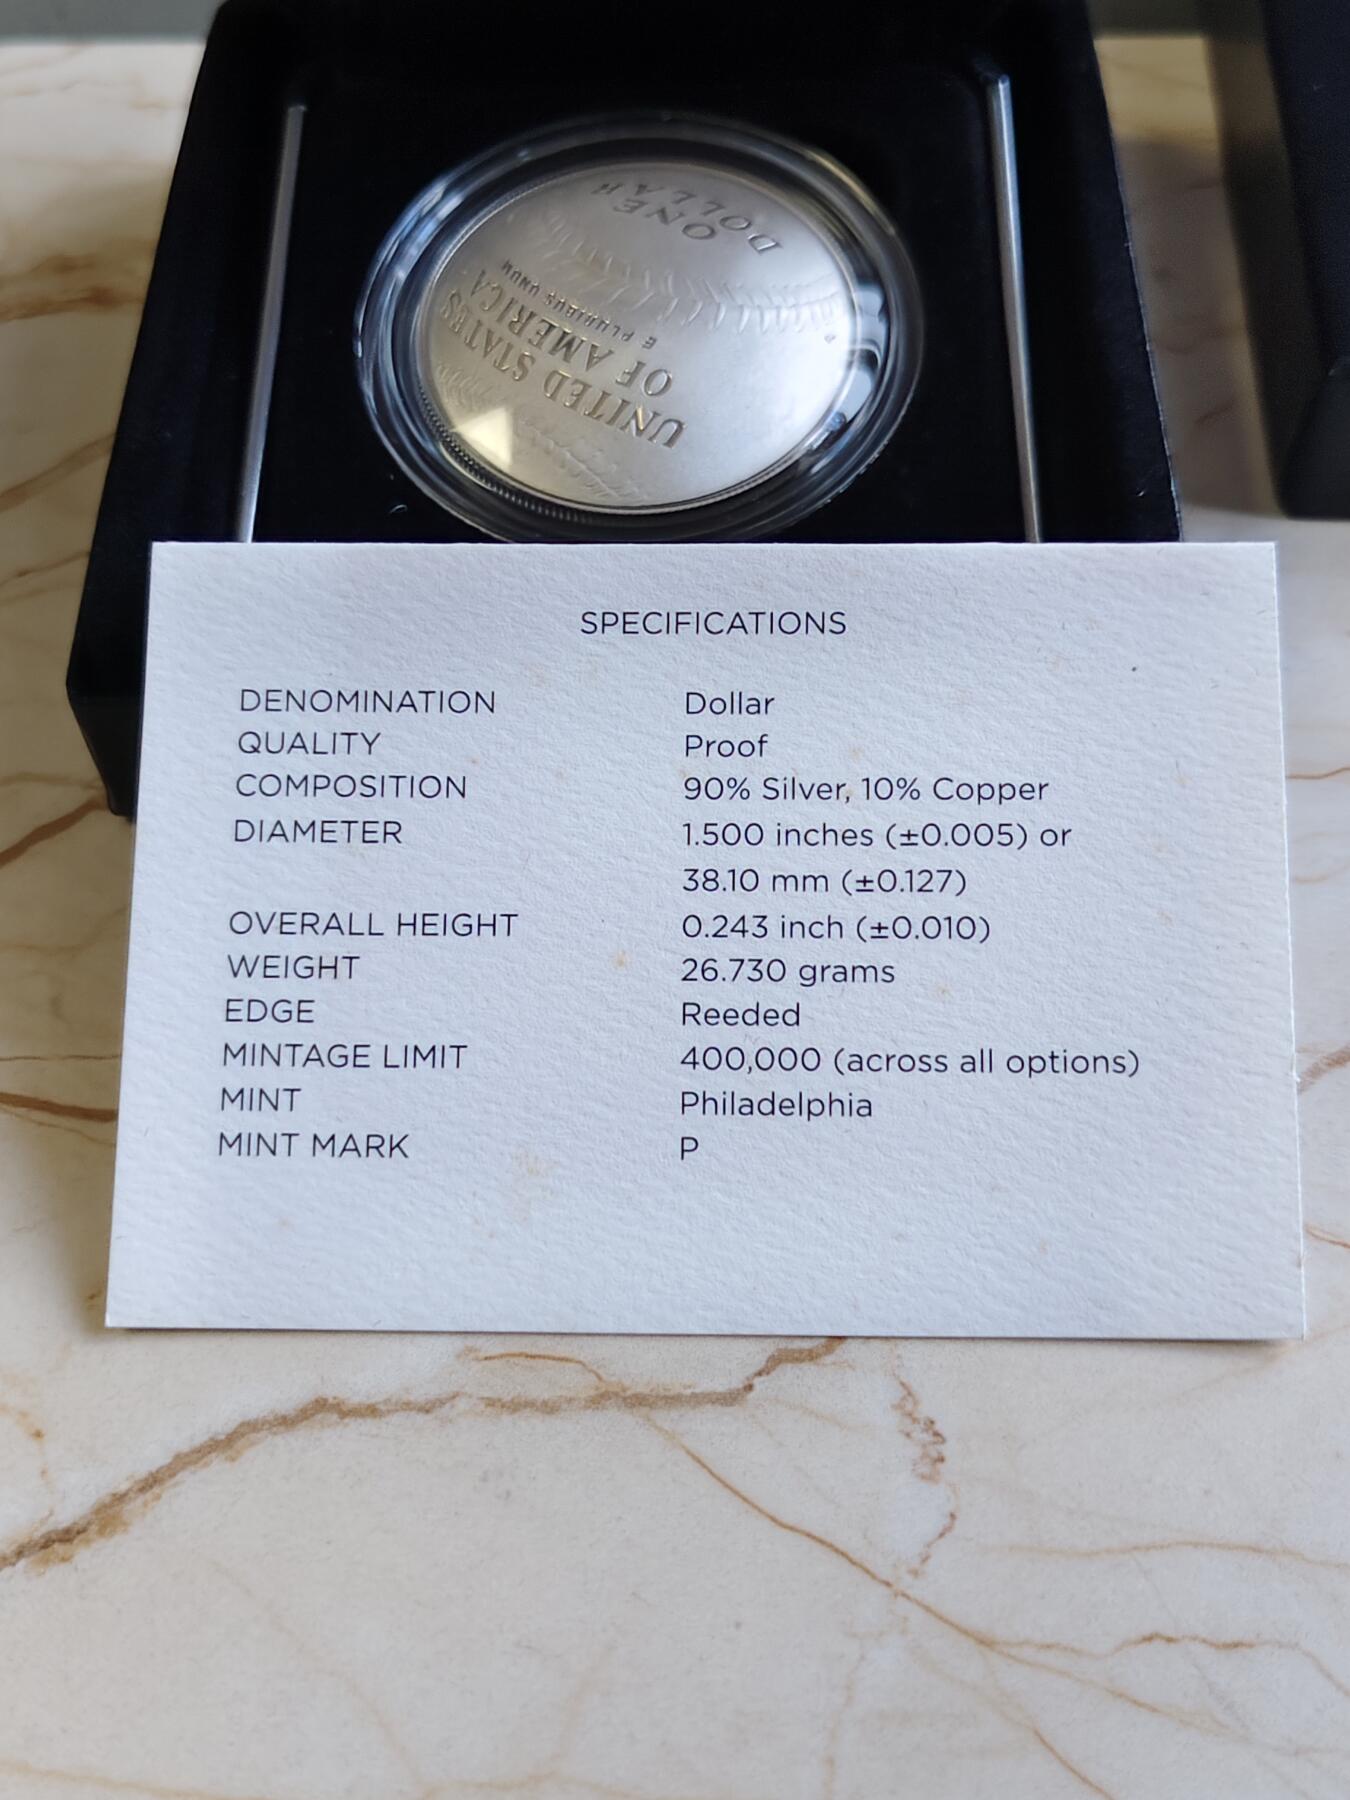 ONE
DOLLAR
E PLURIBUS UNUM
UNITED STATES
OF AMERICA
P
SPECIFICATIONS
DENOMINATION Dollar
QUALITY Proof
COMPOSITION 90% Silver, 10% Copper
DIAMETER 1.500 inches (±0.005) or
38.10 mm (±0.127)
OVERALL HEIGHT 0.243 inch (±0.010)
WEIGHT 26.730 grams
EDGE Reeded
MINTAGE LIMIT 400,000 (across all options)
MINT Philadelphia
MINT MARK P